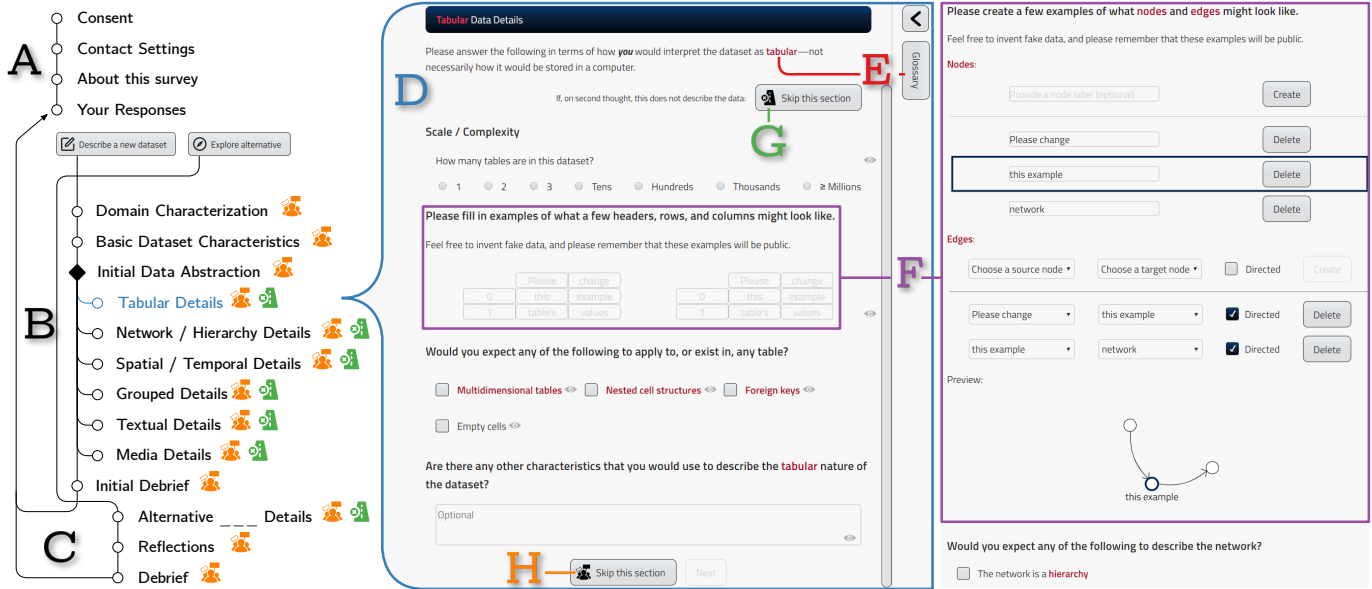 A
Consent
Contact Settings
About this survey
Your Responses
Describe a new dataset
Explore alternative
B
Domain Characterization
Basic Dataset Characteristics
Initial Data Abstraction
Tabular Details
Network / Hierarchy Details
Spatial / Temporal Details
Grouped Details
Textual Details
Media Details
Initial Debrief
C
Alternative ___ Details
Reflections
Debrief
D
Tabular Data Details
Please answer the following in terms of how you would interpret the dataset as tabular—not
necessarily how it would be stored in a computer.
E
Glossary
If, on second thought, this does not describe the data:
Skip this section
G
Scale / Complexity
How many tables are in this dataset?
1 2 3 Tens Hundreds Thousands ≥ Millions
Please fill in examples of what a few headers, rows, and columns might look like.
Feel free to invent fake data, and please remember that these examples will be public.
Please change Please change
0 this example 0 this example
1 table's values 1 table's values
F
Would you expect any of the following to apply to, or exist in, any table?
Multidimensional tables Nested cell structures Foreign keys
Empty cells
Are there any other characteristics that you would use to describe the tabular nature of
the dataset?
Optional
H
Skip this section
Next
Please create a few examples of what nodes and edges might look like.
Feel free to invent fake data, and please remember that these examples will be public.
Nodes:
Provide a node label (optional) Create
Please change Delete
this example Delete
network Delete
Edges:
Choose a source node Choose a target node Directed Create
Please change this example Directed Delete
this example network Directed Delete
Preview:
this example
Would you expect any of the following to describe the network?
The network is a hierarchy